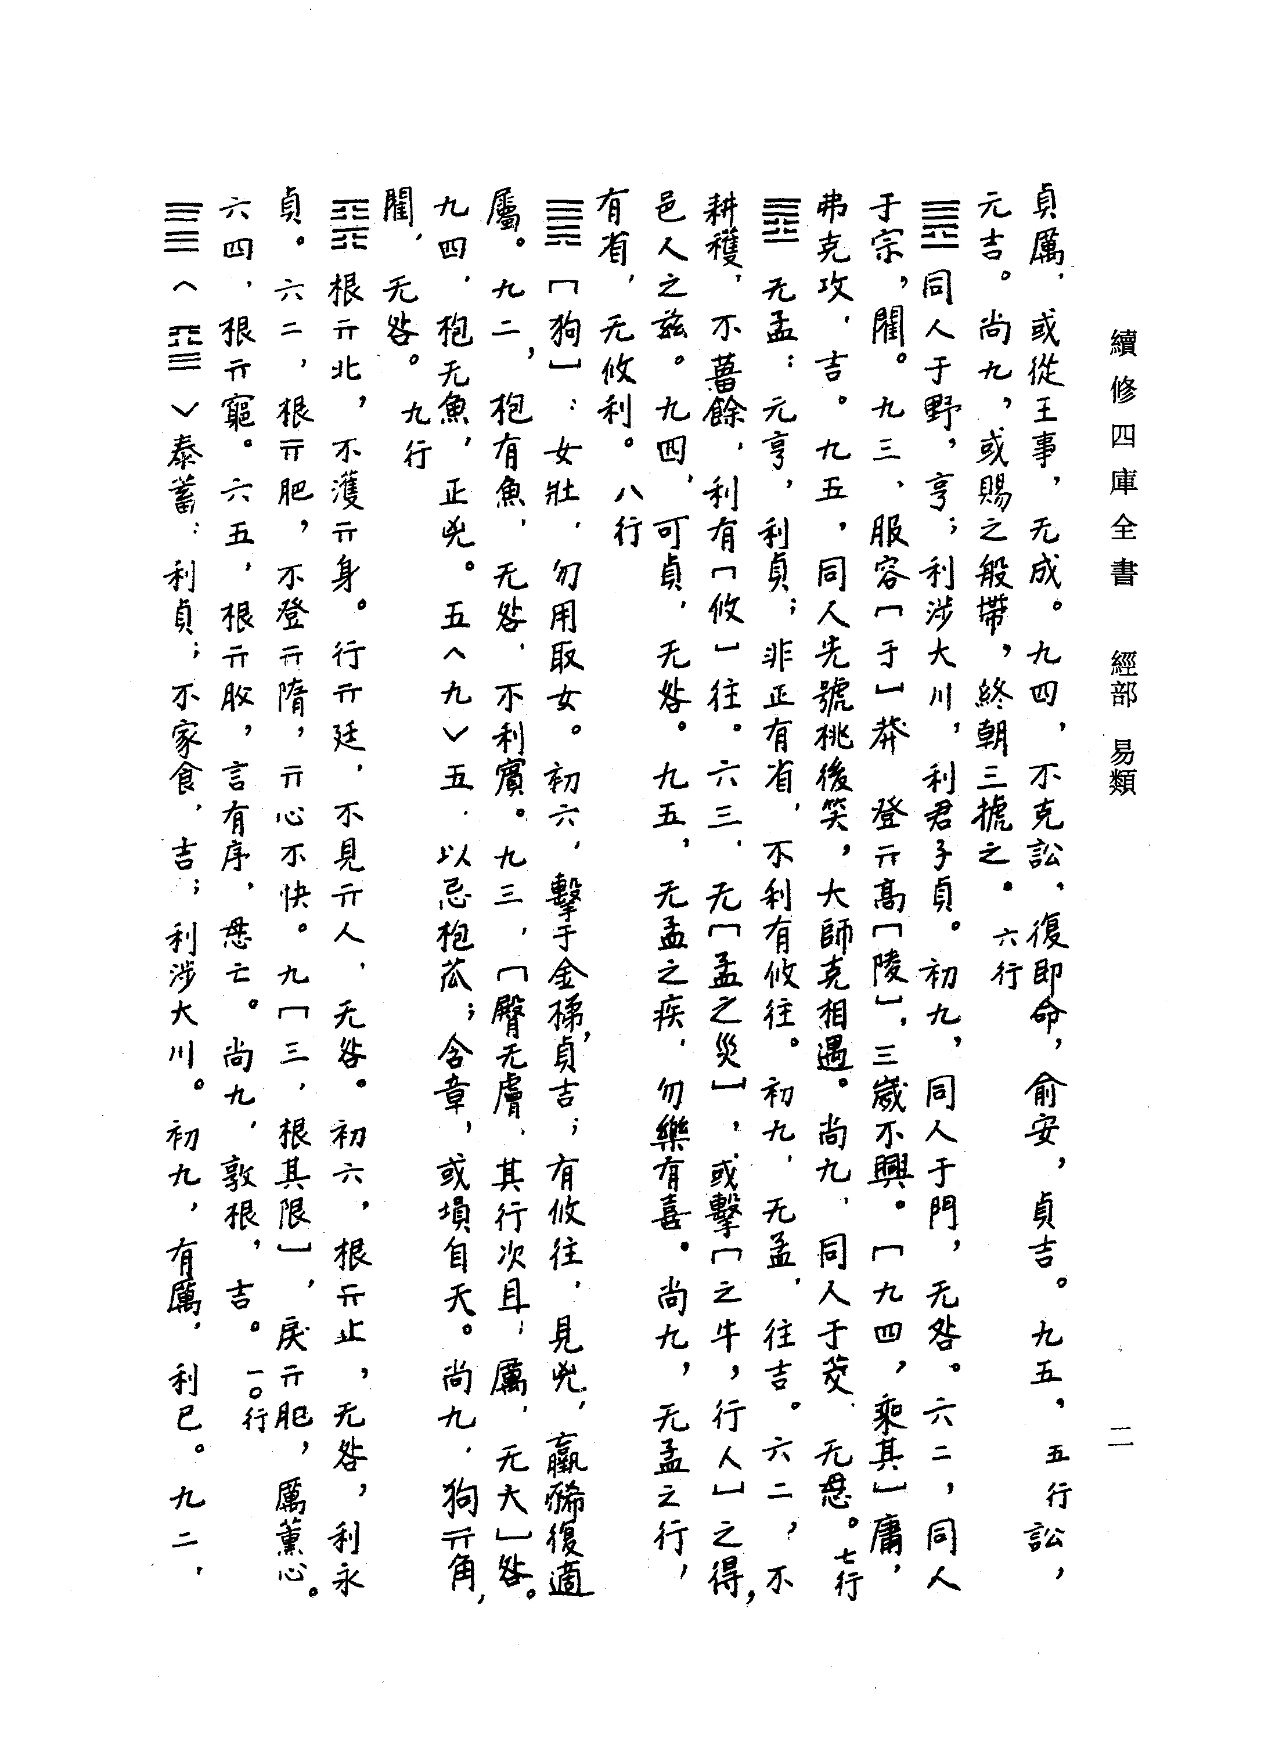 續修四庫全書　經部　易類　二
貞厲，或從王事，无成。九四，不克訟，復即命，俞安，貞吉。九五，五行訟，
元吉。尚九，或賜之般帶，終朝三搋之。六行
䷌同人于野，亨；利涉大川，利君子貞。初九，同人于門，无咎。六二，同人
于宗，閵。九三，服容［于］莽　登亓高［陵］，三歲不興。［九四，乘其］庸，
弗克攻，吉。九五，同人先號桃後笑，大師克相遇。尚九，同人于茭，无悬。七行
䷘　无孟：元亨，利貞；非正有省，不利有攸往。初九，无孟，往吉。六二，不
耕穫，不菑餘，利有［攸］往。六三，无［孟之災］，或擊［之牛，行人］之得，
邑人之茲。九四，可貞，无咎。九五，无孟之疾，勿樂有喜。尚九，无孟之行，
有省，无攸利。八行
䷫［狗］：女壯，勿用取女。初六，擊于金梯，貞吉；有攸往，見兇，羸豨復適
屬。九二，枹有魚，无咎，不利賓。九三，［臀无膚，其行次且；厲，无大］咎。
九四，枹无魚，正兇。五〈九〉五，以忌枹苽；含章，或塤自天。尚九，狗亓角，
閵，无咎。九行
䷳根亓北，不濩亓身。行亓廷，不見亓人，无咎。初六，根亓止，无咎，利永
貞。六二，根亓肥，不登亓隋，亓心不快。九［三，根其限］，戾亓肥，厲薰心。
六四，根亓竆。六五，根亓胶，言有序，悬亡。尚九，敦根，吉。一〇行
䷀〈䷙〉泰蓄：利貞；不家食，吉；利涉大川。初九，有厲，利已。九二，